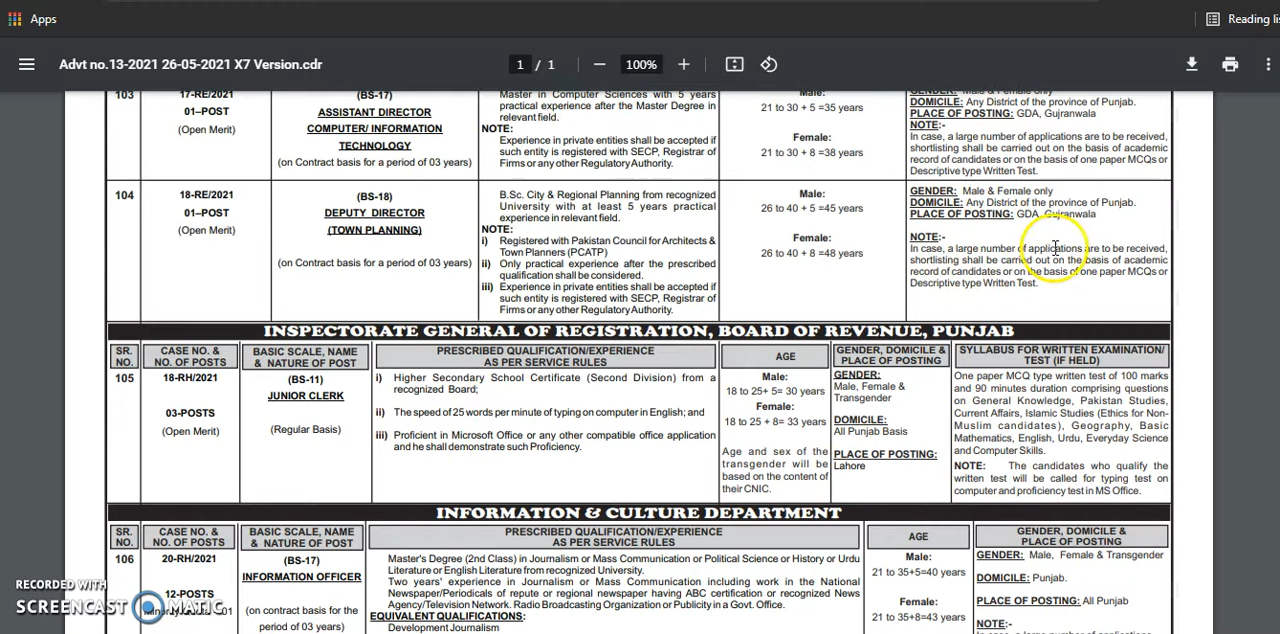 Apps
Reading lis
Advt no.13-2021 26-05-2021 X7 Version.cdr
1 / 1
100%
103
17-RE/2021
01–POST
(Open Merit)
(BS-17)
ASSISTANT DIRECTOR
COMPUTER/ INFORMATION
TECHNOLOGY
(on Contract basis for a period of 03 years)
Master in Computer Sciences with 5 years
practical experience after the Master Degree in
relevant field.
NOTE:
Experience in private entities shall be accepted if
such entity is registered with SECP, Registrar of
Firms or any other Regulatory Authority.
Male:
21 to 30 + 5 =35 years
Female:
21 to 30 + 8 =38 years
GENDER: Male & Female only
DOMICILE: Any District of the province of Punjab.
PLACE OF POSTING: GDA, Gujranwala
NOTE:-
In case, a large number of applications are to be received,
shortlisting shall be carried out on the basis of academic
record of candidates or on the basis of one paper MCQs or
Descriptive type Written Test.
104
18-RE/2021
01–POST
(Open Merit)
(BS-18)
DEPUTY DIRECTOR
(TOWN PLANNING)
(on Contract basis for a period of 03 years)
B.Sc. City & Regional Planning from recognized
University with at least 5 years practical
experience in relevant field.
NOTE:
i) Registered with Pakistan Council for Architects &
Town Planners (PCATP)
ii) Only practical experience after the prescribed
qualification shall be considered.
iii) Experience in private entities shall be accepted if
such entity is registered with SECP, Registrar of
Firms or any other Regulatory Authority.
Male:
26 to 40 + 5 =45 years
Female:
26 to 40 + 8 =48 years
GENDER: Male & Female only
DOMICILE: Any District of the province of Punjab.
PLACE OF POSTING: GDA, Gujranwala
NOTE:-
In case, a large number of applications are to be received,
shortlisting shall be carried out on the basis of academic
record of candidates or on the basis of one paper MCQs or
Descriptive type Written Test.
INSPECTORATE GENERAL OF REGISTRATION, BOARD OF REVENUE, PUNJAB
SR.
NO.
CASE NO. &
NO. OF POSTS
BASIC SCALE, NAME
& NATURE OF POST
PRESCRIBED QUALIFICATION/EXPERIENCE
AS PER SERVICE RULES
AGE
GENDER, DOMICILE &
PLACE OF POSTING
SYLLABUS FOR WRITTEN EXAMINATION/
TEST (IF HELD)
105
18-RH/2021
03-POSTS
(Open Merit)
(BS-11)
JUNIOR CLERK
(Regular Basis)
i) Higher Secondary School Certificate (Second Division) from a
recognized Board;
ii) The speed of 25 words per minute of typing on computer in English; and
iii) Proficient in Microsoft Office or any other compatible office application
and he shall demonstrate such Proficiency.
Male:
18 to 25+ 5= 30 years
Female:
18 to 25 + 8= 33 years
Age and sex of the
transgender will be
based on the content of
their CNIC.
GENDER:
Male, Female &
Transgender
DOMICILE:
All Punjab Basis
PLACE OF POSTING:
Lahore
One paper MCQ type written test of 100 marks
and 90 minutes duration comprising questions
on General Knowledge, Pakistan Studies,
Current Affairs, Islamic Studies (Ethics for Non-
Muslim candidates), Geography, Basic
Mathematics, English, Urdu, Everyday Science
and Computer Skills.
NOTE: The candidates who qualify the
written test will be called for typing test on
computer and proficiency test in MS Office.
INFORMATION & CULTURE DEPARTMENT
SR.
NO.
CASE NO. &
NO. OF POSTS
BASIC SCALE, NAME
& NATURE OF POST
PRESCRIBED QUALIFICATION/EXPERIENCE
AS PER SERVICE RULES
AGE
GENDER, DOMICILE &
PLACE OF POSTING
106
20-RH/2021
12-POSTS
(BS-17)
INFORMATION OFFICER
(on contract basis for the
period of 03 years)
Master's Degree (2nd Class) in Journalism or Mass Communication or Political Science or History or Urdu
Literature or English Literature from recognized University.
Two years' experience in Journalism or Mass Communication including work in the National
Newspaper/Periodicals of repute or regional newspaper having ABC certification or recognized News
Agency/Television Network. Radio Broadcasting Organization or Publicity in a Govt. Office.
EQUIVALENT QUALIFICATIONS:
Development Journalism
Male:
21 to 35+5=40 years
Female:
21 to 35+8=43 years
GENDER: Male, Female & Transgender
DOMICILE: Punjab.
PLACE OF POSTING: All Punjab
NOTE:-
RECORDED WITH
SCREENCAST MATIC